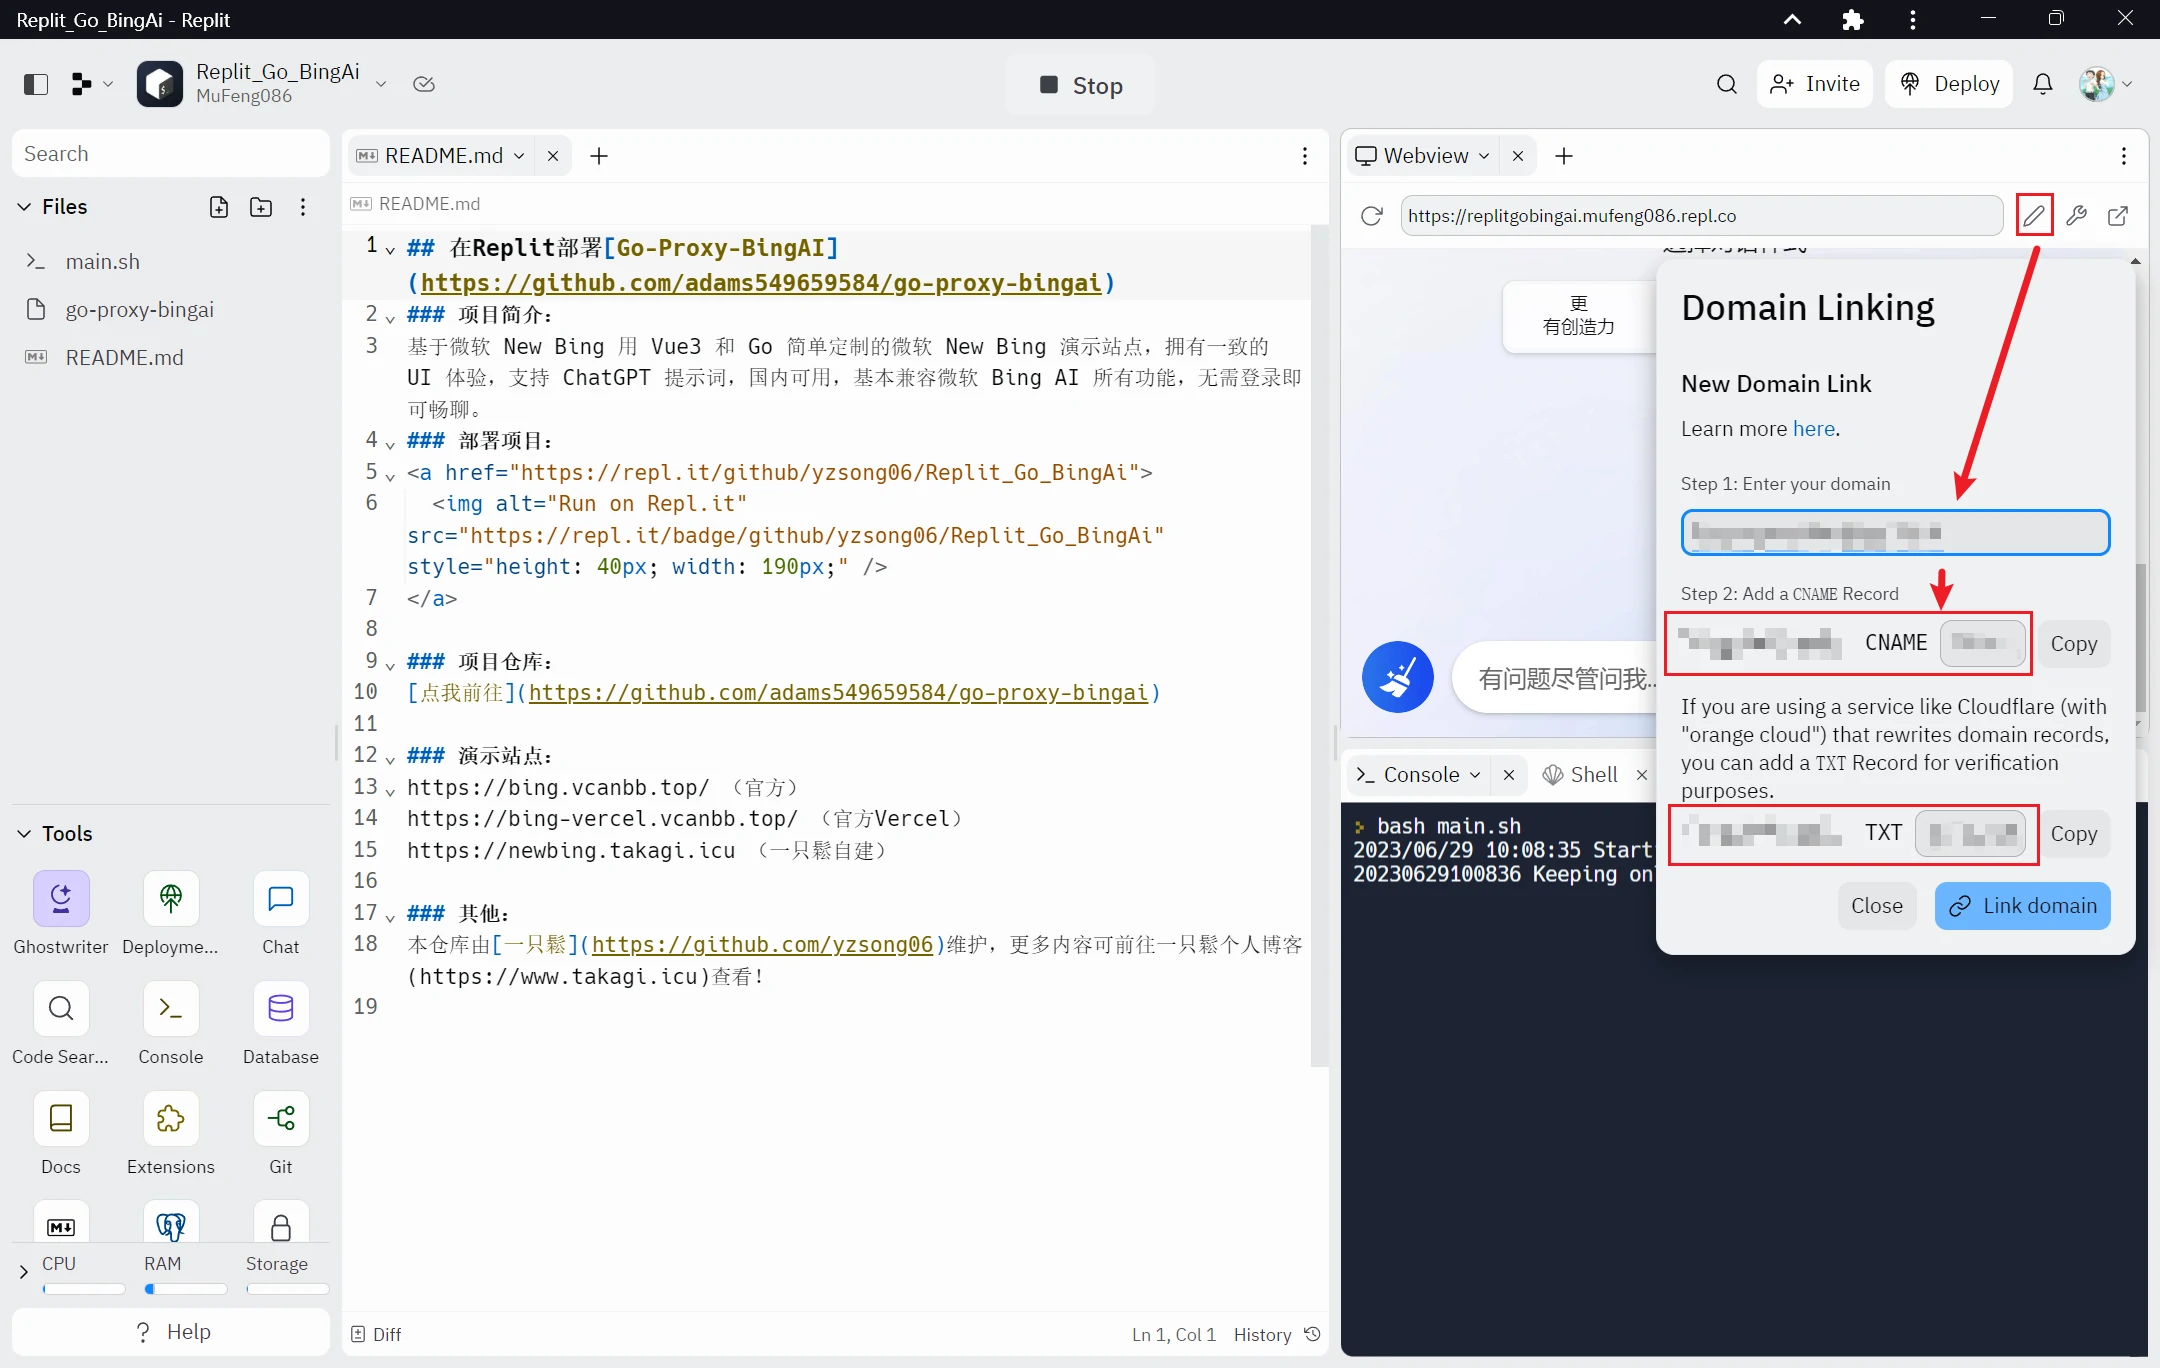 Replit_Go_BingAi - Replit
Replit_Go_BingAi
MuFeng086
Stop
Invite
Deploy
Search
Files
main.sh
go-proxy-bingai
README.md
Tools
Ghostwriter
Deployme...
Chat
Code Sear...
Console
Database
Docs
Extensions
Git
CPU
RAM
Storage
? Help
README.md
README.md
1 ## 在Replit部署[Go-Proxy-BingAI]
(https://github.com/adams549659584/go-proxy-bingai)
2 ### 项目简介：
3 基于微软 New Bing 用 Vue3 和 Go 简单定制的微软 New Bing 演示站点，拥有一致的
UI 体验，支持 ChatGPT 提示词，国内可用，基本兼容微软 Bing AI 所有功能，无需登录即
可畅聊。
4 ### 部署项目：
5 <a href="https://repl.it/github/yzsong06/Replit_Go_BingAi">
6 <img alt="Run on Repl.it"
src="https://repl.it/badge/github/yzsong06/Replit_Go_BingAi"
style="height: 40px; width: 190px;" />
7 </a>
8
9 ### 项目仓库：
10 [点我前往](https://github.com/adams549659584/go-proxy-bingai)
11
12 ### 演示站点：
13 https://bing.vcanbb.top/ （官方）
14 https://bing-vercel.vcanbb.top/ （官方Vercel）
15 https://newbing.takagi.icu （一只鬆自建）
16
17 ### 其他：
18 本仓库由[一只鬆](https://github.com/yzsong06)维护，更多内容可前往一只鬆个人博客
(https://www.takagi.icu)查看！
19
Diff
Ln 1, Col 1
History
Webview
https://replitgobingai.mufeng086.repl.co
更
有创造力
有问题尽管问我...
Domain Linking
New Domain Link
Learn more here.
Step 1: Enter your domain
Step 2: Add a CNAME Record
CNAME
Copy
If you are using a service like Cloudflare (with
"orange cloud") that rewrites domain records,
you can add a TXT Record for verification
purposes.
TXT
Copy
Close
Link domain
Console
Shell
bash main.sh
2023/06/29 10:08:35 Start
20230629100836 Keeping on